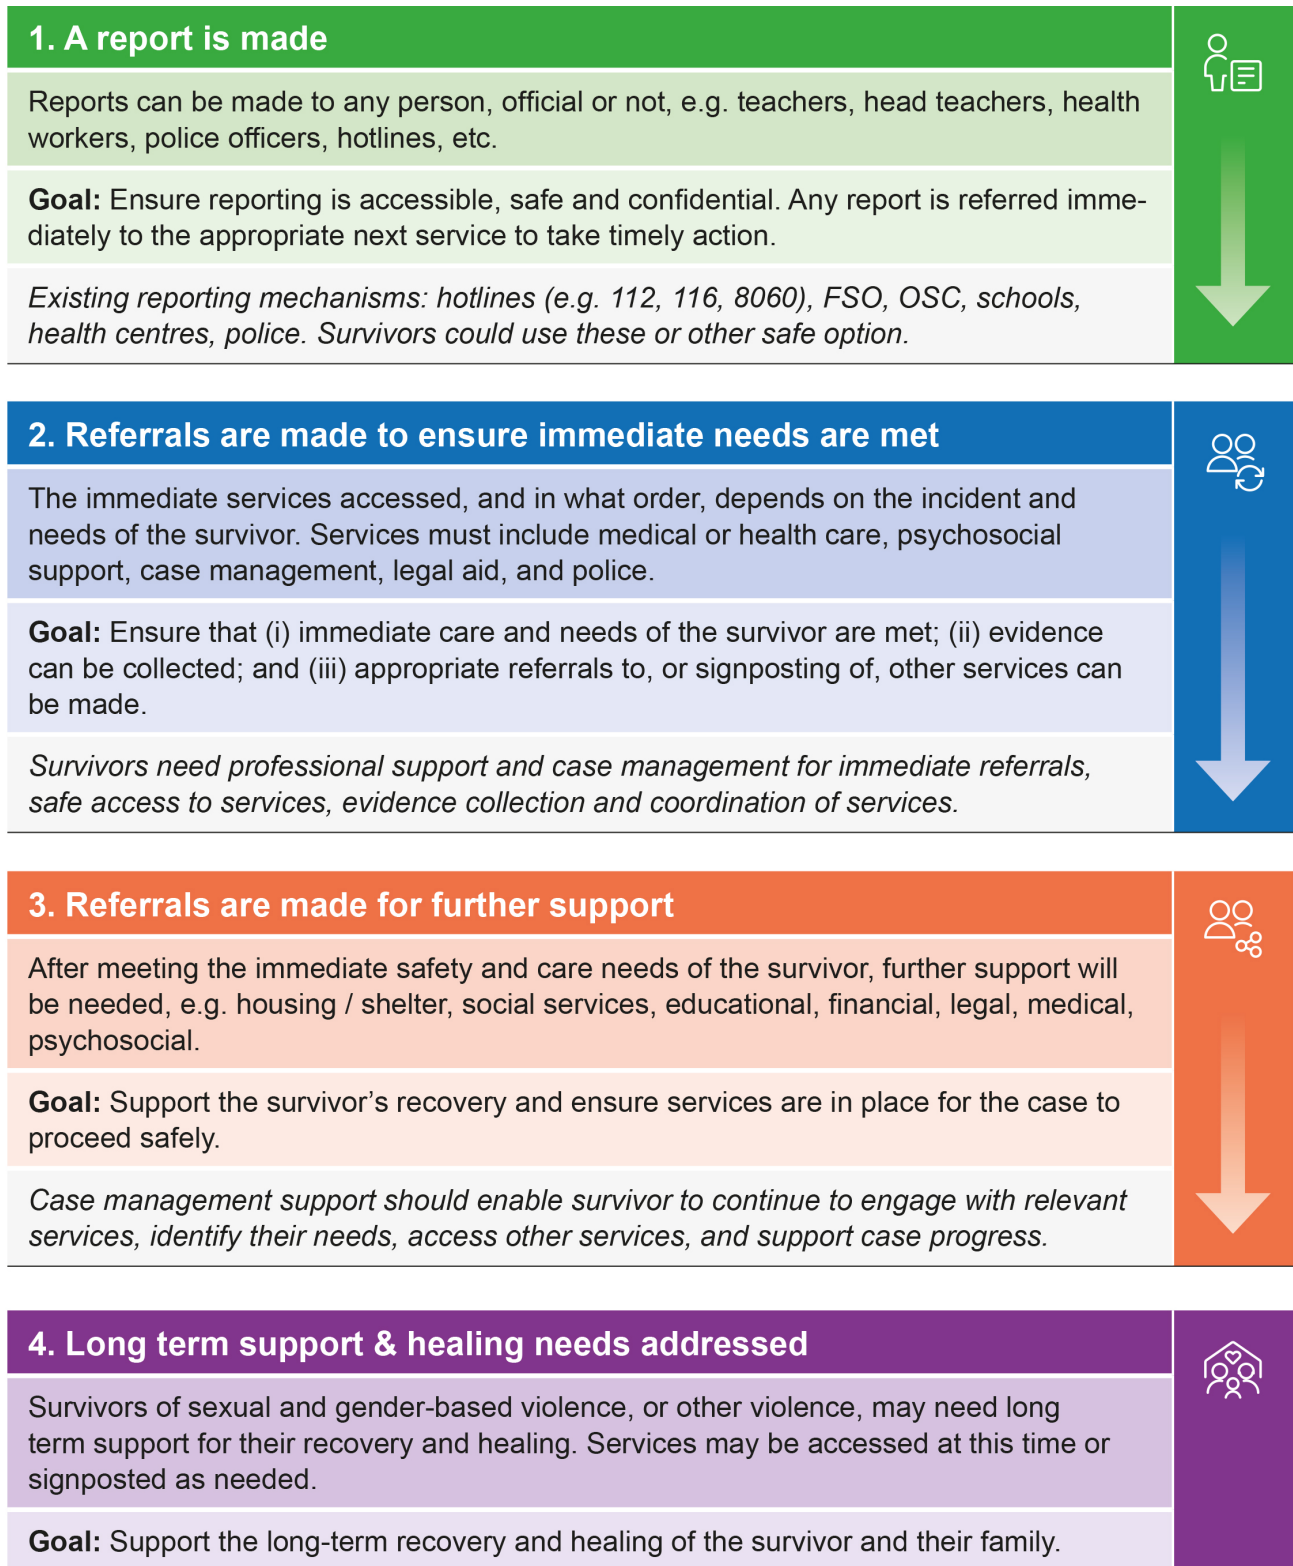 1. A report is made
Reports can be made to any person, official or not, e.g. teachers, head teachers, health
workers, police officers, hotlines, etc.
Goal: Ensure reporting is accessible, safe and confidential. Any report is referred imme-
diately to the appropriate next service to take timely action.
Existing reporting mechanisms: hotlines (e.g. 112, 116, 8060), FSO, OSC, schools,
health centres, police. Survivors could use these or other safe option.
2. Referrals are made to ensure immediate needs are met
The immediate services accessed, and in what order, depends on the incident and
needs of the survivor. Services must include medical or health care, psychosocial
support, case management, legal aid, and police.
Goal: Ensure that (i) immediate care and needs of the survivor are met; (ii) evidence
can be collected; and (iii) appropriate referrals to, or signposting of, other services can
be made.
Survivors need professional support and case management for immediate referrals,
safe access to services, evidence collection and coordination of services.
3. Referrals are made for further support
After meeting the immediate safety and care needs of the survivor, further support will
be needed, e.g. housing / shelter, social services, educational, financial, legal, medical,
psychosocial.
Goal: Support the survivor’s recovery and ensure services are in place for the case to
proceed safely.
Case management support should enable survivor to continue to engage with relevant
services, identify their needs, access other services, and support case progress.
4. Long term support & healing needs addressed
Survivors of sexual and gender-based violence, or other violence, may need long
term support for their recovery and healing. Services may be accessed at this time or
signposted as needed.
Goal: Support the long-term recovery and healing of the survivor and their family.